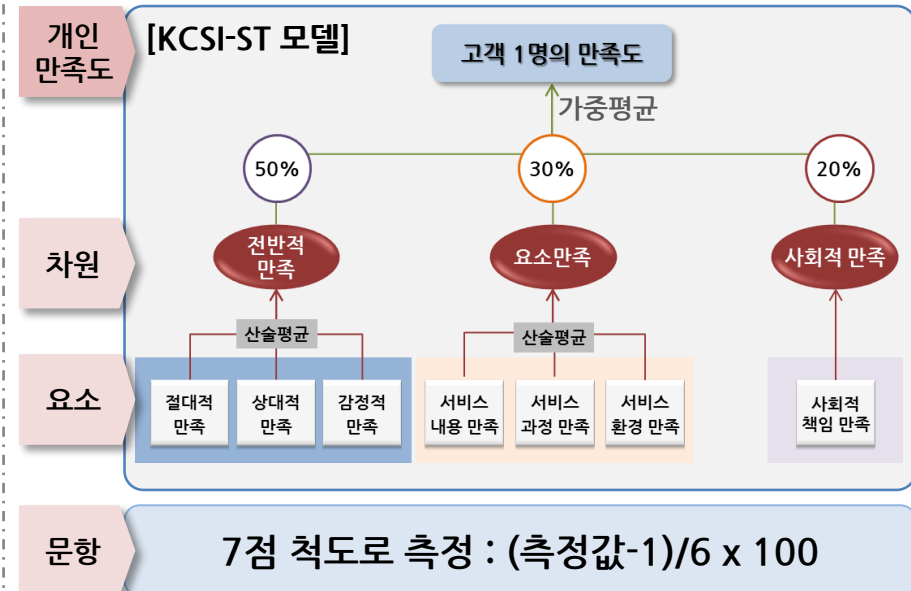 개인
만족도
[KCSI-ST 모델]
고객 1명의 만족도
가중평균
50%
30%
20%
차원
전반적
만족
요소만족
사회적 만족
산술평균
산술평균
요소
절대적
만족
상대적
만족
감정적
만족
서비스
내용 만족
서비스
과정 만족
서비스
환경 만족
사회적
책임 만족
문항
7점 척도로 측정 : (측정값-1)/6 x 100